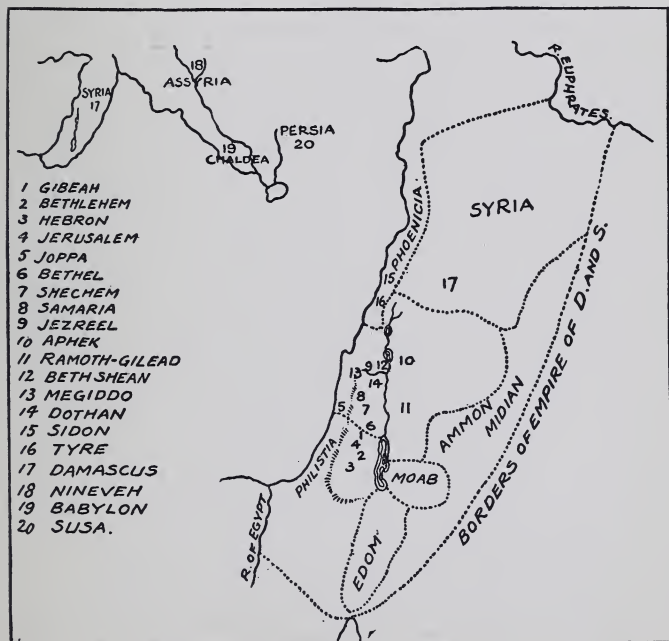 18
ASSYRIA
SYRIA
17
PERSIA
20
19
CHALDEA
1 GIBEAH
2 BETHLEHEM
3 HEBRON
4 JERUSALEM
5 JOPPA
6 BETHEL
7 SHECHEM
8 SAMARIA
9 JEZREEL
10 APHEK
11 RAMOTH-GILEAD
12 BETH SHEAN
13 MEGIDDO
14 DOTHAN
15 SIDON
16 TYRE
17 DAMASCUS
18 NINEVEH
19 BABYLON
20 SUSA.
R. EUPHRATES.
SYRIA
PHOENICIA.
15
17
16
10
9 12
13
14
8
5 7
11
6
1
4
2
3
AMMON
MIDIAN
PHILISTIA
MOAB
EDOM
R. OF EGYPT
BORDERS OF EMPIRE OF D. AND S.